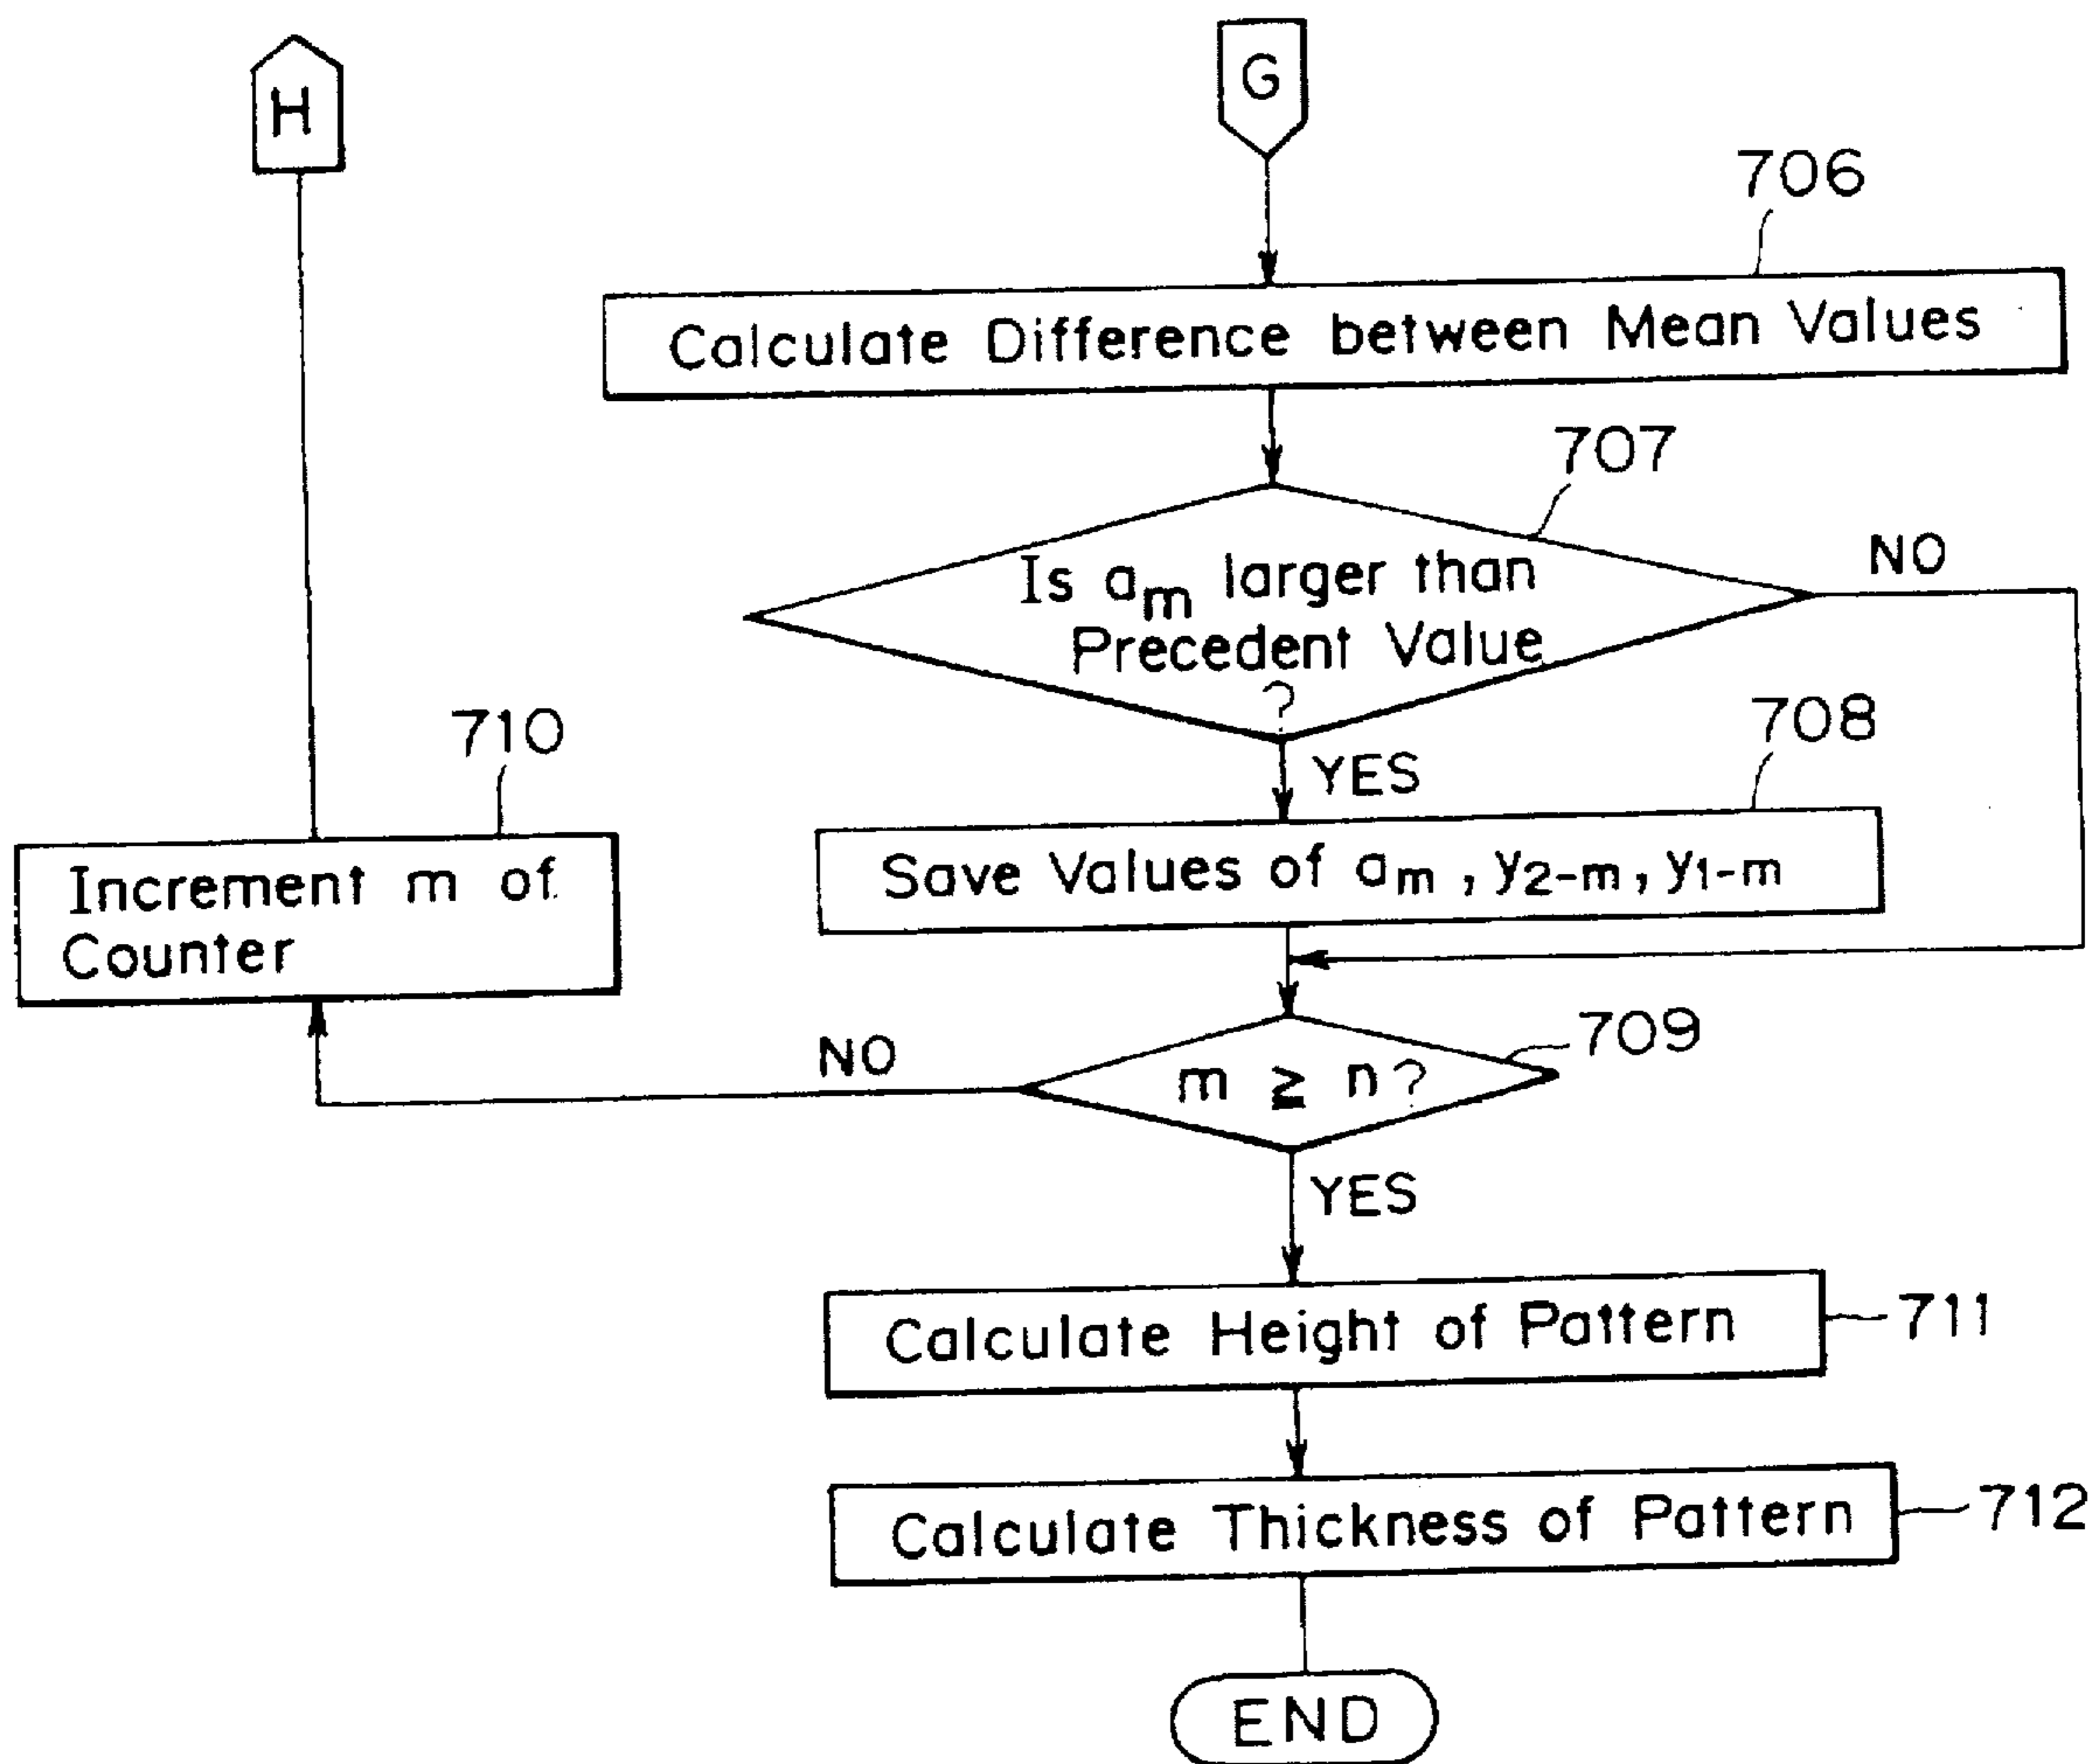 H
G
706
Calculate Difference between Mean Values
707
Is am larger than
Precedent Value
?
NO
YES
708
Save Values of am , y2-m, y1-m
710
Increment m of
Counter
709
m ≧ n?
NO
YES
Calculate Height of Pattern
711
Calculate Thickness of Pattern
712
END